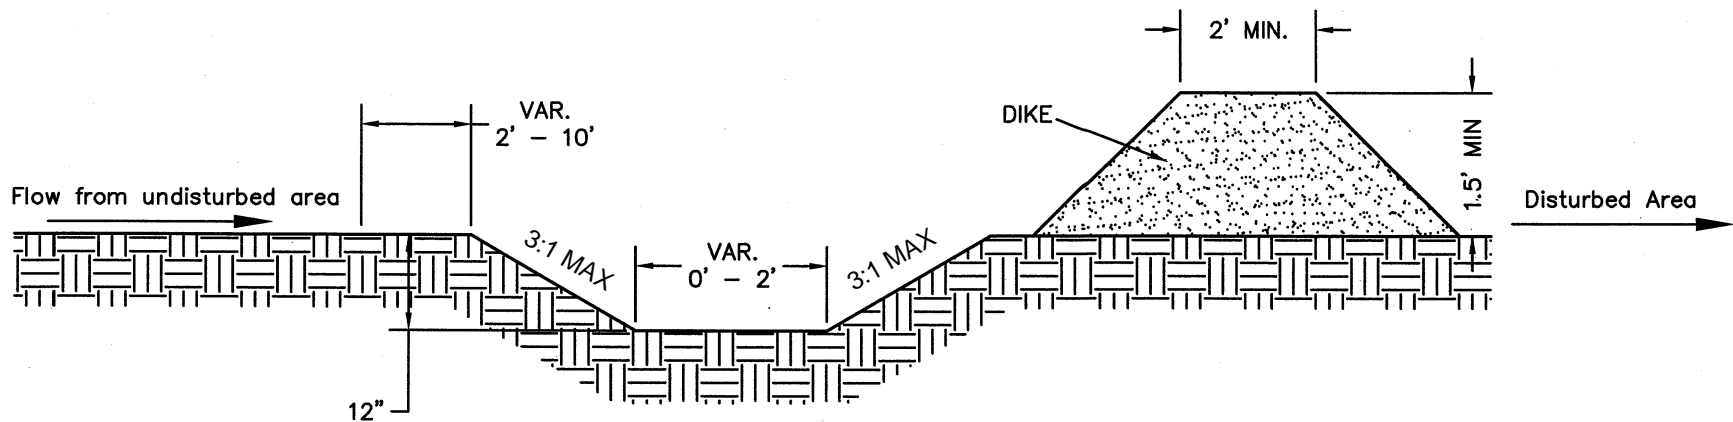 2' MIN.
VAR.
2' - 10'
DIKE
1.5' MIN
Flow from undisturbed area
Disturbed Area
3:1 MAX
VAR.
0' - 2'
3:1 MAX
12"